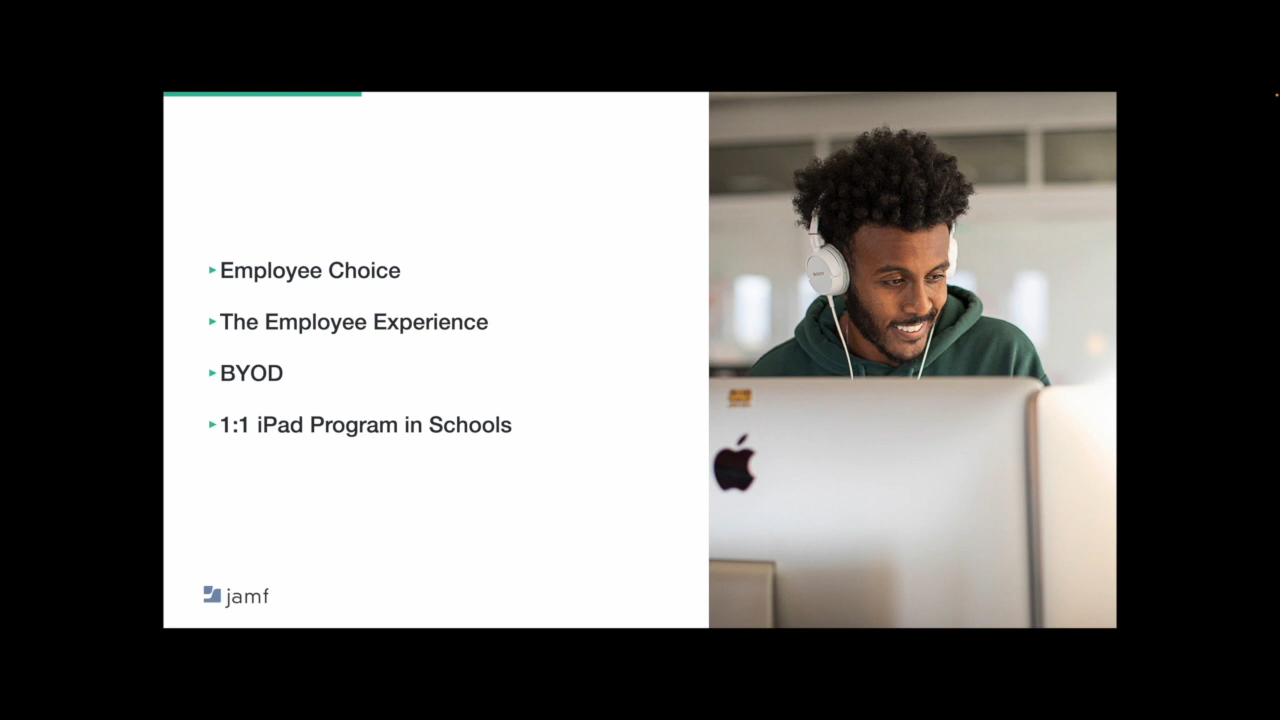 Employee Choice
The Employee Experience
BYOD
1:1 iPad Program in Schools
jamf